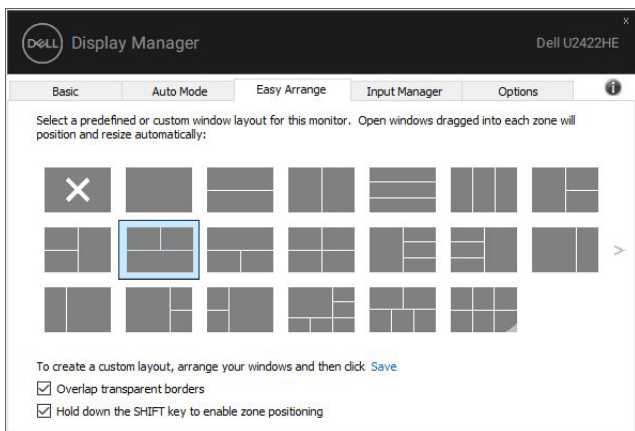 x
DELL Display Manager
Dell U2422HE
Basic
Auto Mode
Easy Arrange
Input Manager
Options
i
Select a predefined or custom window layout for this monitor. Open windows dragged into each zone will
position and resize automatically:
>
To create a custom layout, arrange your windows and then click Save
Overlap transparent borders
Hold down the SHIFT key to enable zone positioning